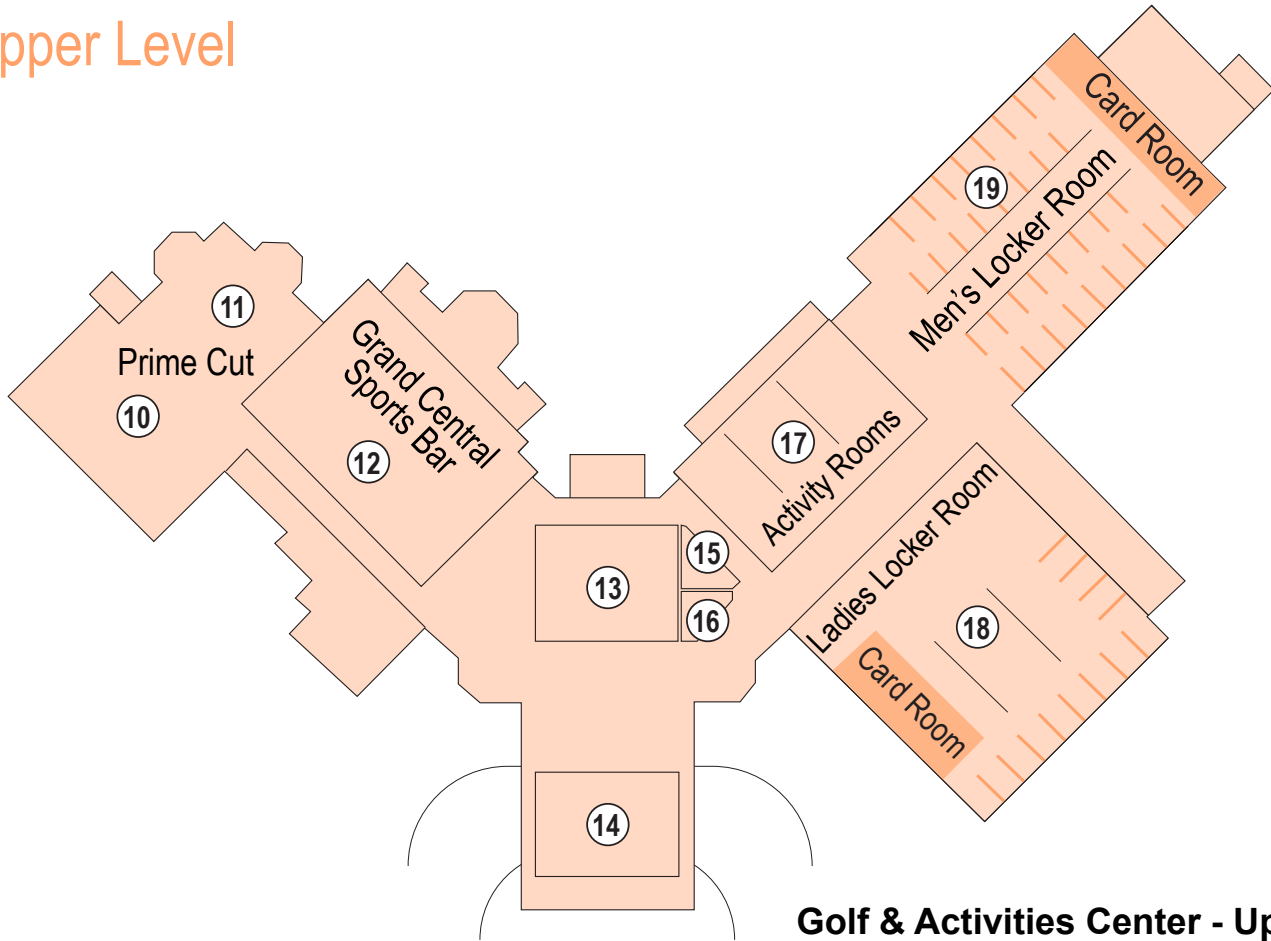 pper Level
Card Room
19
Men's Locker Room
11
Prime Cut
10
Grand Central
Sports Bar
12
17
Activity Rooms
15
13
16
Ladies Locker Room
18
Card Room
14
Golf & Activities Center - Up